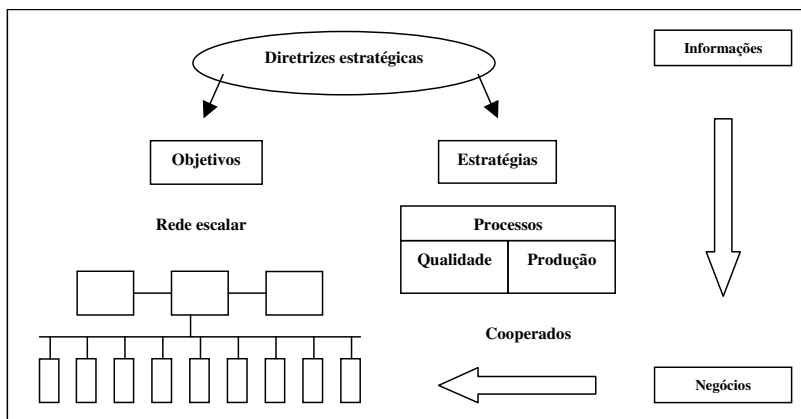 Diretrizes estratégicas
Informações
Objetivos
Estratégias
Rede escalar
Processos
Qualidade
Produção
Cooperados
Negócios